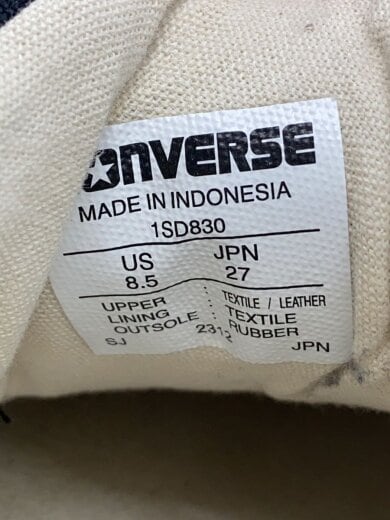 CONVERSE
MADE IN INDONESIA
1SD830
US JPN
8.5 27
UPPER : TEXTILE / LEATHER
LINING : TEXTILE
OUTSOLE : RUBBER
SJ 2312 JPN